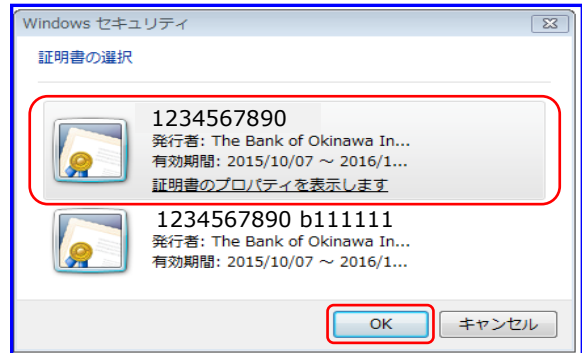 Windows セキュリティ
証明書の選択
1234567890
発行者: The Bank of Okinawa In...
有効期間: 2015/10/07 ～ 2016/1...
証明書のプロパティを表示します
1234567890 b111111
発行者: The Bank of Okinawa In...
有効期間: 2015/10/07 ～ 2016/1...
OK キャンセル